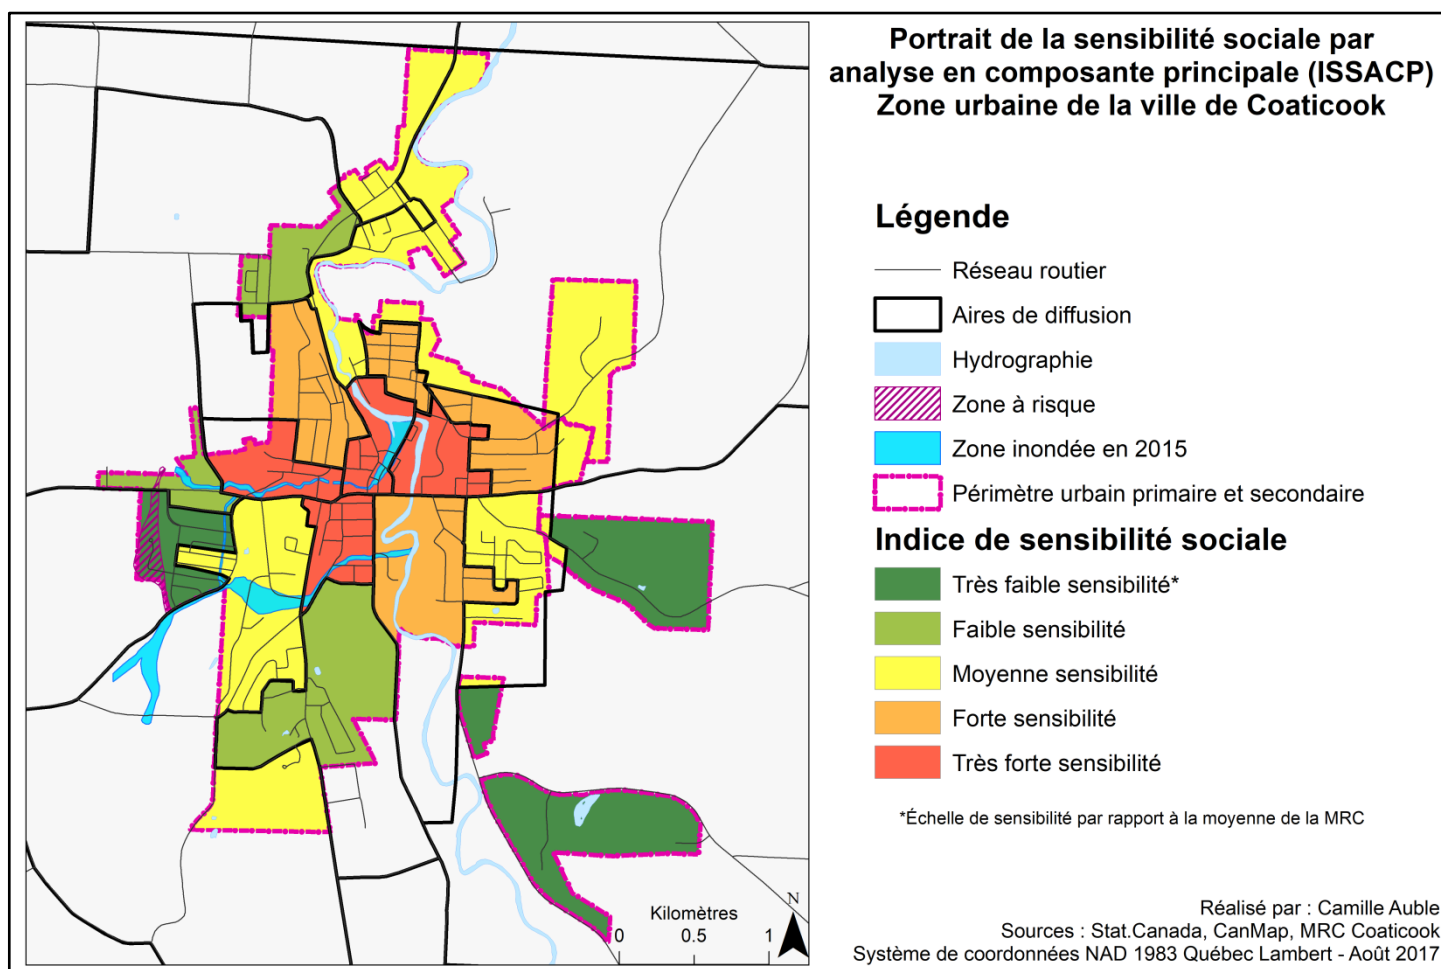 Portrait de la sensibilité sociale par
analyse en composante principale (ISSACP)
Zone urbaine de la ville de Coaticook
Légende
Réseau routier
Aires de diffusion
Hydrographie
Zone à risque
Zone inondée en 2015
Périmètre urbain primaire et secondaire
Indice de sensibilité sociale
Très faible sensibilité*
Faible sensibilité
Moyenne sensibilité
Forte sensibilité
Très forte sensibilité
*Échelle de sensibilité par rapport à la moyenne de la MRC
N
Kilomètres
0 0.5 1
Réalisé par : Camille Auble
Sources : Stat.Canada, CanMap, MRC Coaticook
Système de coordonnées NAD 1983 Québec Lambert - Août 2017